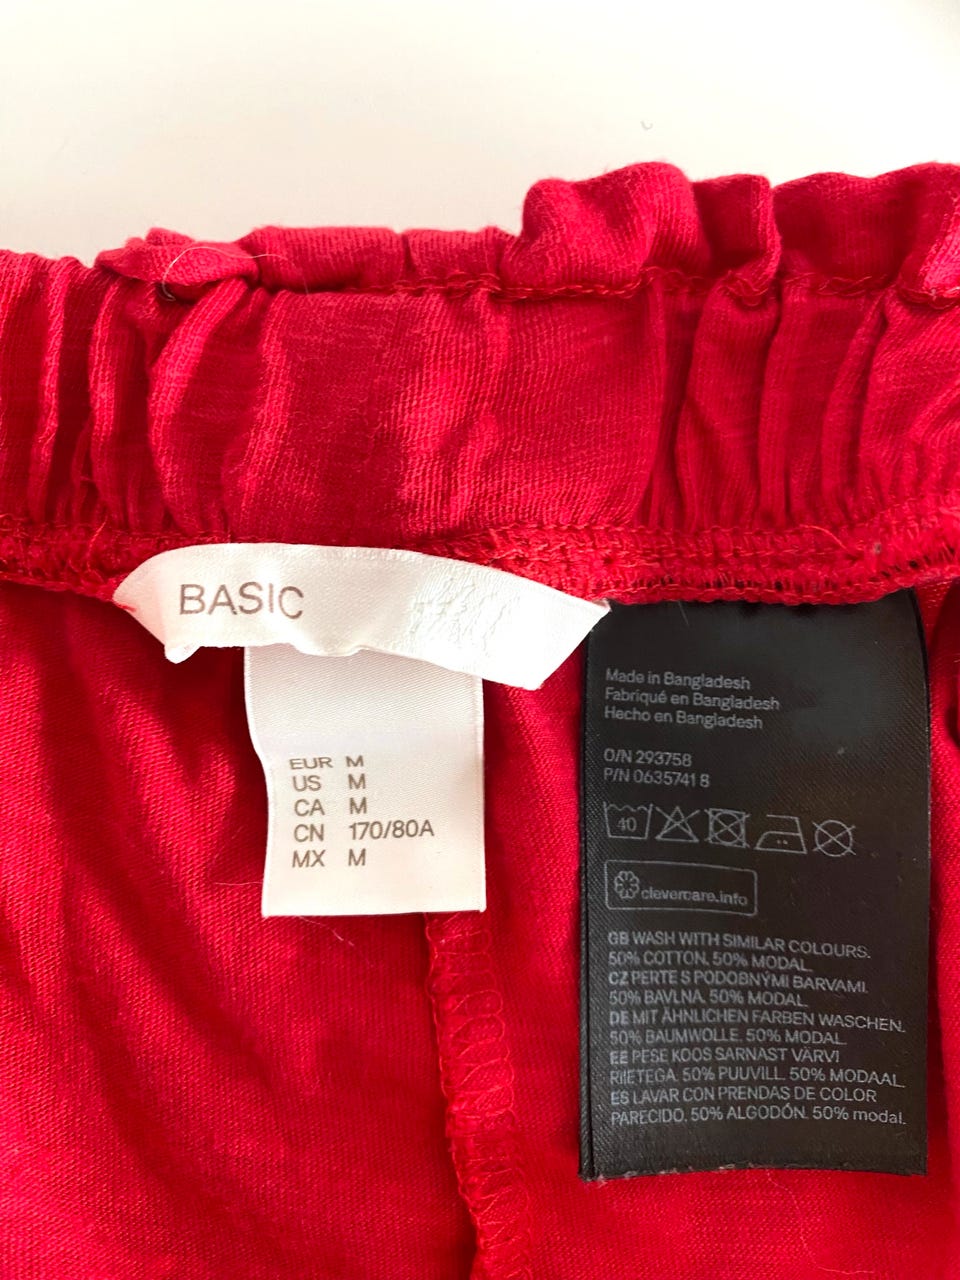 BASIC
EUR M
US M
CA M
CN 170/80A
MX M
Made in Bangladesh
Fabriqué en Bangladesh
Hecho en Bangladesh
O/N 293758
P/N 0635741 8
40
clevercare.info
GB WASH WITH SIMILAR COLOURS.
50% COTTON. 50% MODAL.
CZ PERTE S PODOBNÝMI BARVAMI.
50% BAVLNA. 50% MODAL.
DE MIT ÄHNLICHEN FARBEN WASCHEN.
50% BAUMWOLLE. 50% MODAL.
EE PESE KOOS SARNAST VÄRVI
RIIETEGA. 50% PUUVILL. 50% MODAAL.
ES LAVAR CON PRENDAS DE COLOR
PARECIDO. 50% ALGODÓN. 50% modal.